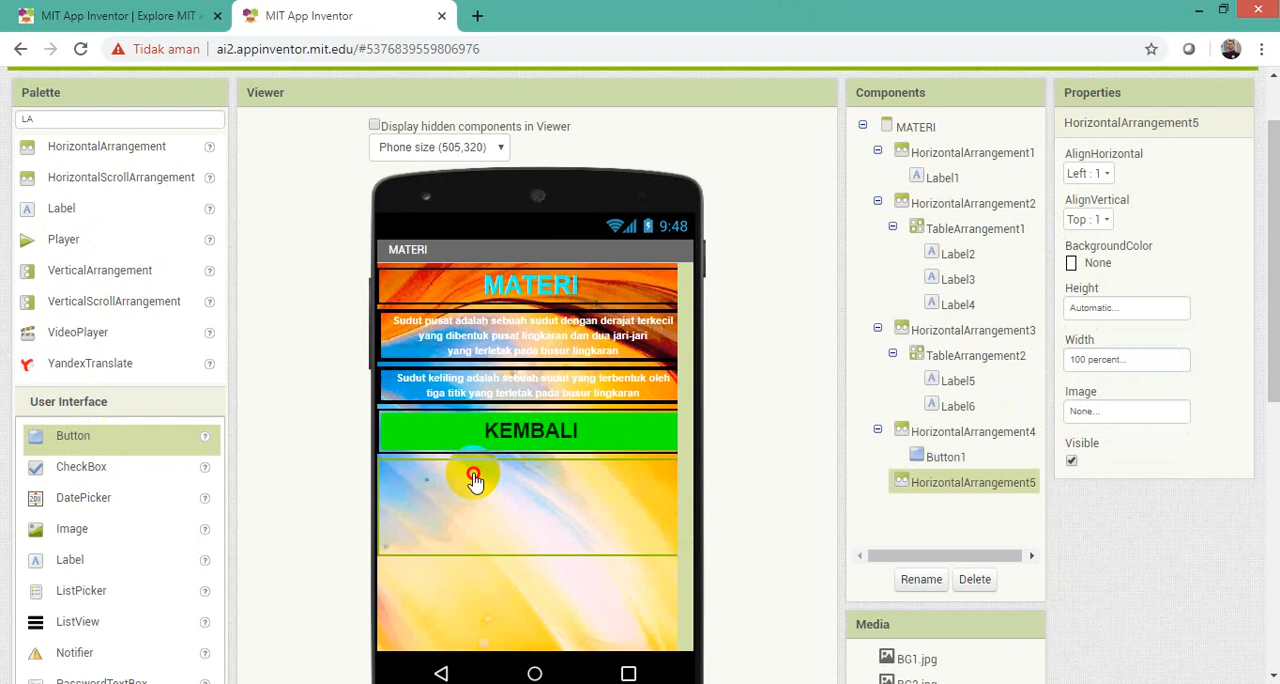 MIT App Inventor | Explore MIT
MIT App Inventor
Tidak aman
ai2.appinventor.mit.edu/#5376839559806976
Palette
LA
HorizontalArrangement
HorizontalScrollArrangement
Label
Player
VerticalArrangement
VerticalScrollArrangement
VideoPlayer
YandexTranslate
User Interface
Button
CheckBox
DatePicker
Image
Label
ListPicker
ListView
Notifier
PasswordTextBox
Viewer
Display hidden components in Viewer
Phone size (505,320)
9:48
MATERI
MATERI
Sudut pusat adalah sebuah sudut dengan derajat terkecil
yang dibentuk pusat lingkaran dan dua jari-jari
yang terletak pada busur lingkaran
Sudut keliling adalah sebuah sudut yang terbentuk oleh
tiga titik yang terletak pada busur lingkaran
KEMBALI
Components
MATERI
HorizontalArrangement1
Label1
HorizontalArrangement2
TableArrangement1
Label2
Label3
Label4
HorizontalArrangement3
TableArrangement2
Label5
Label6
HorizontalArrangement4
Button1
HorizontalArrangement5
Rename
Delete
Media
BG1.jpg
Properties
HorizontalArrangement5
AlignHorizontal
Left : 1
AlignVertical
Top : 1
BackgroundColor
None
Height
Automatic...
Width
100 percent...
Image
None...
Visible